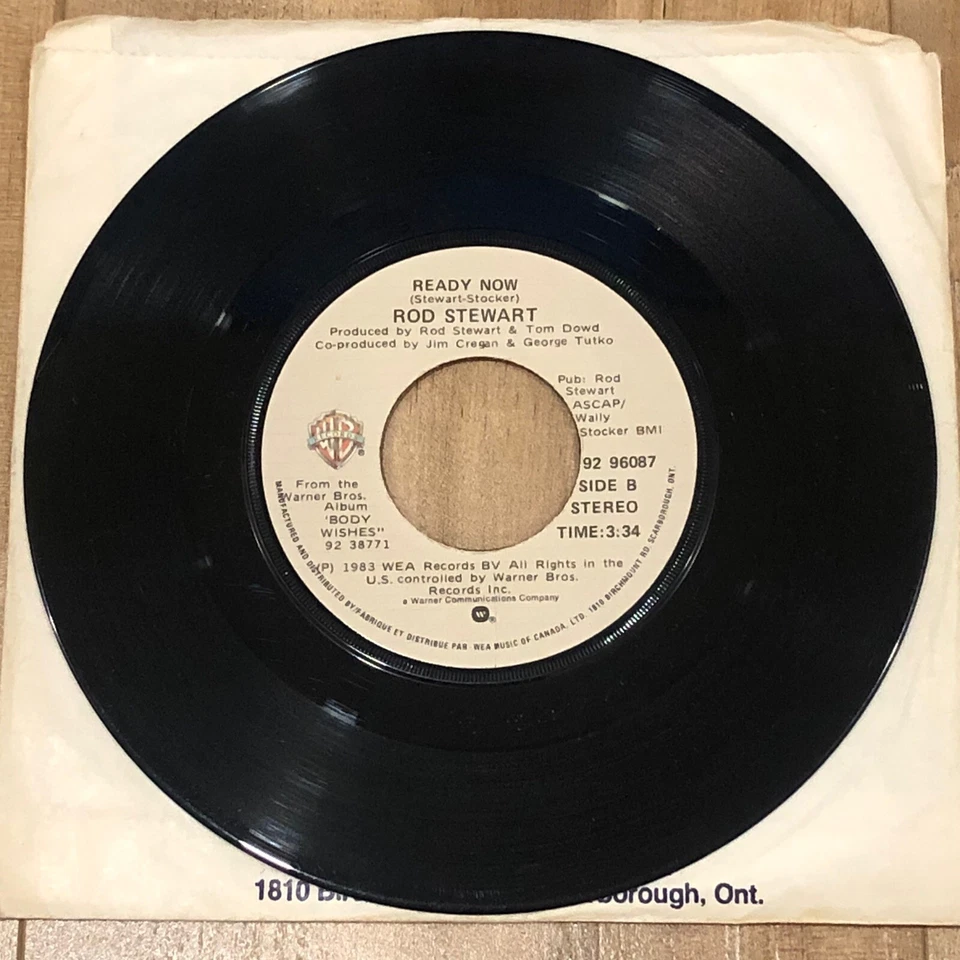 READY NOW
(Stewart-Stocker)
ROD STEWART
Produced by Rod Stewart & Tom Dowd
Co-produced by Jim Cregan & George Tutko
Pub: Rod
Stewart
ASCAP/
Wally
Stocker BMI
92 96087
SIDE B
STEREO
TIME:3:34
From the
Warner Bros.
Album
'BODY
WISHES"
92 38771
(P) 1983 WEA Records BV All Rights in the
U.S. controlled by Warner Bros.
Records Inc.
a Warner Communications Company
W®
MANUFACTURED AND DISTRIBUTED BY/FABRIQUE ET DISTRIBUE PAR WEA MUSIC OF CANADA, LTD. 1810 BIRCHMOUNT RD. SCARBOROUGH, ONT.
1810 borough, Ont.